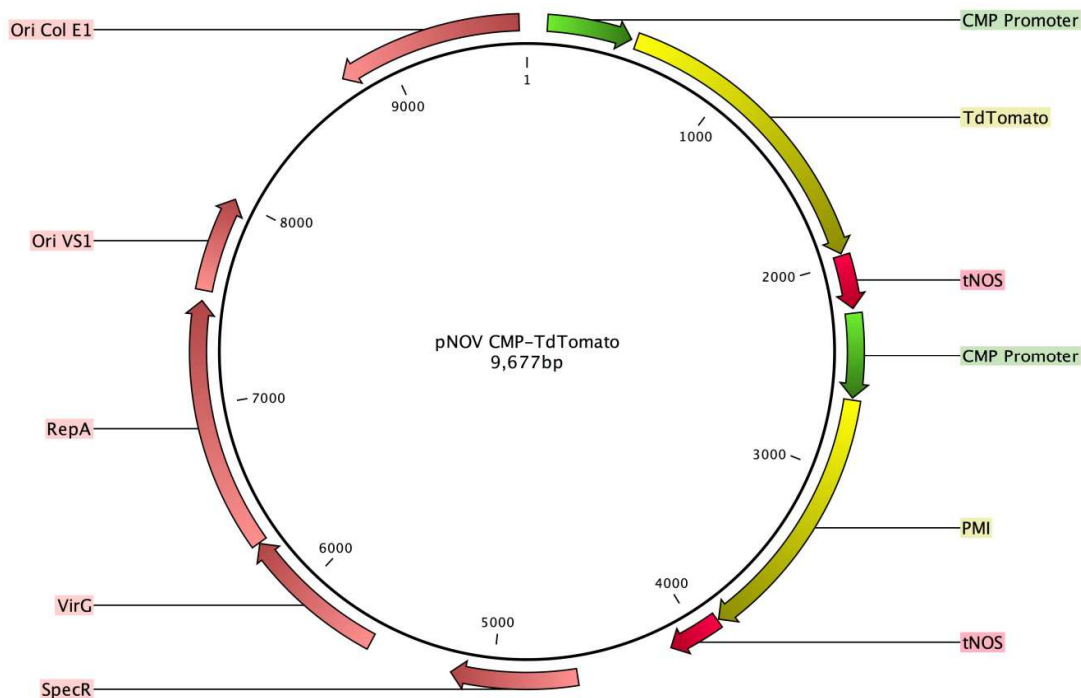 Ori Col E1
CMP Promoter
1
9000
1000
TdTomato
8000
Ori VS1
2000
tNOS
pNOV CMP-TdTomato
9,677bp
CMP Promoter
7000
RepA
3000
PMI
6000
4000
VirG
5000
tNOS
SpecR